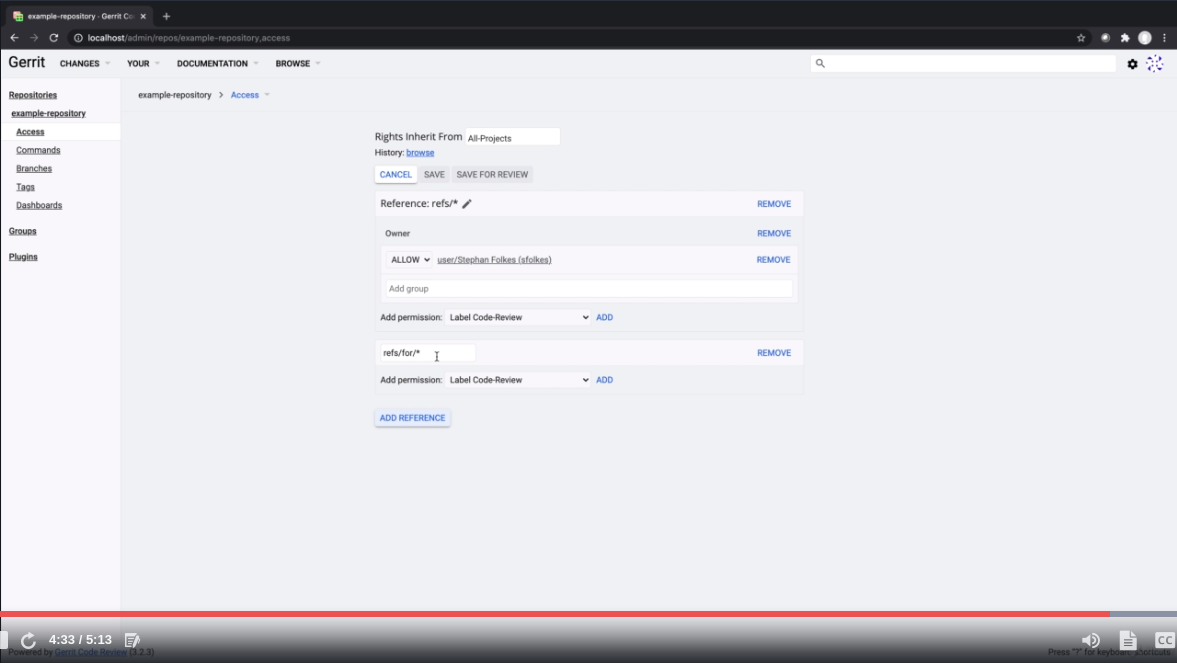 example-repository · Gerrit Co
localhost/admin/repos/example-repository,access
Gerrit CHANGES YOUR DOCUMENTATION BROWSE
Repositories
example-repository
Access
Commands
Branches
Tags
Dashboards
Groups
Plugins
example-repository > Access
Rights Inherit From All-Projects
History: browse
CANCEL SAVE SAVE FOR REVIEW
Reference: refs/* REMOVE
Owner REMOVE
ALLOW user/Stephan Folkes (sfolkes) REMOVE
Add group
Add permission: Label Code-Review ADD
refs/for/* REMOVE
Add permission: Label Code-Review ADD
ADD REFERENCE
4:33 / 5:13 CC
Powered by Gerrit Code Review (3.2.3) Press "?" for keyboard shortcuts